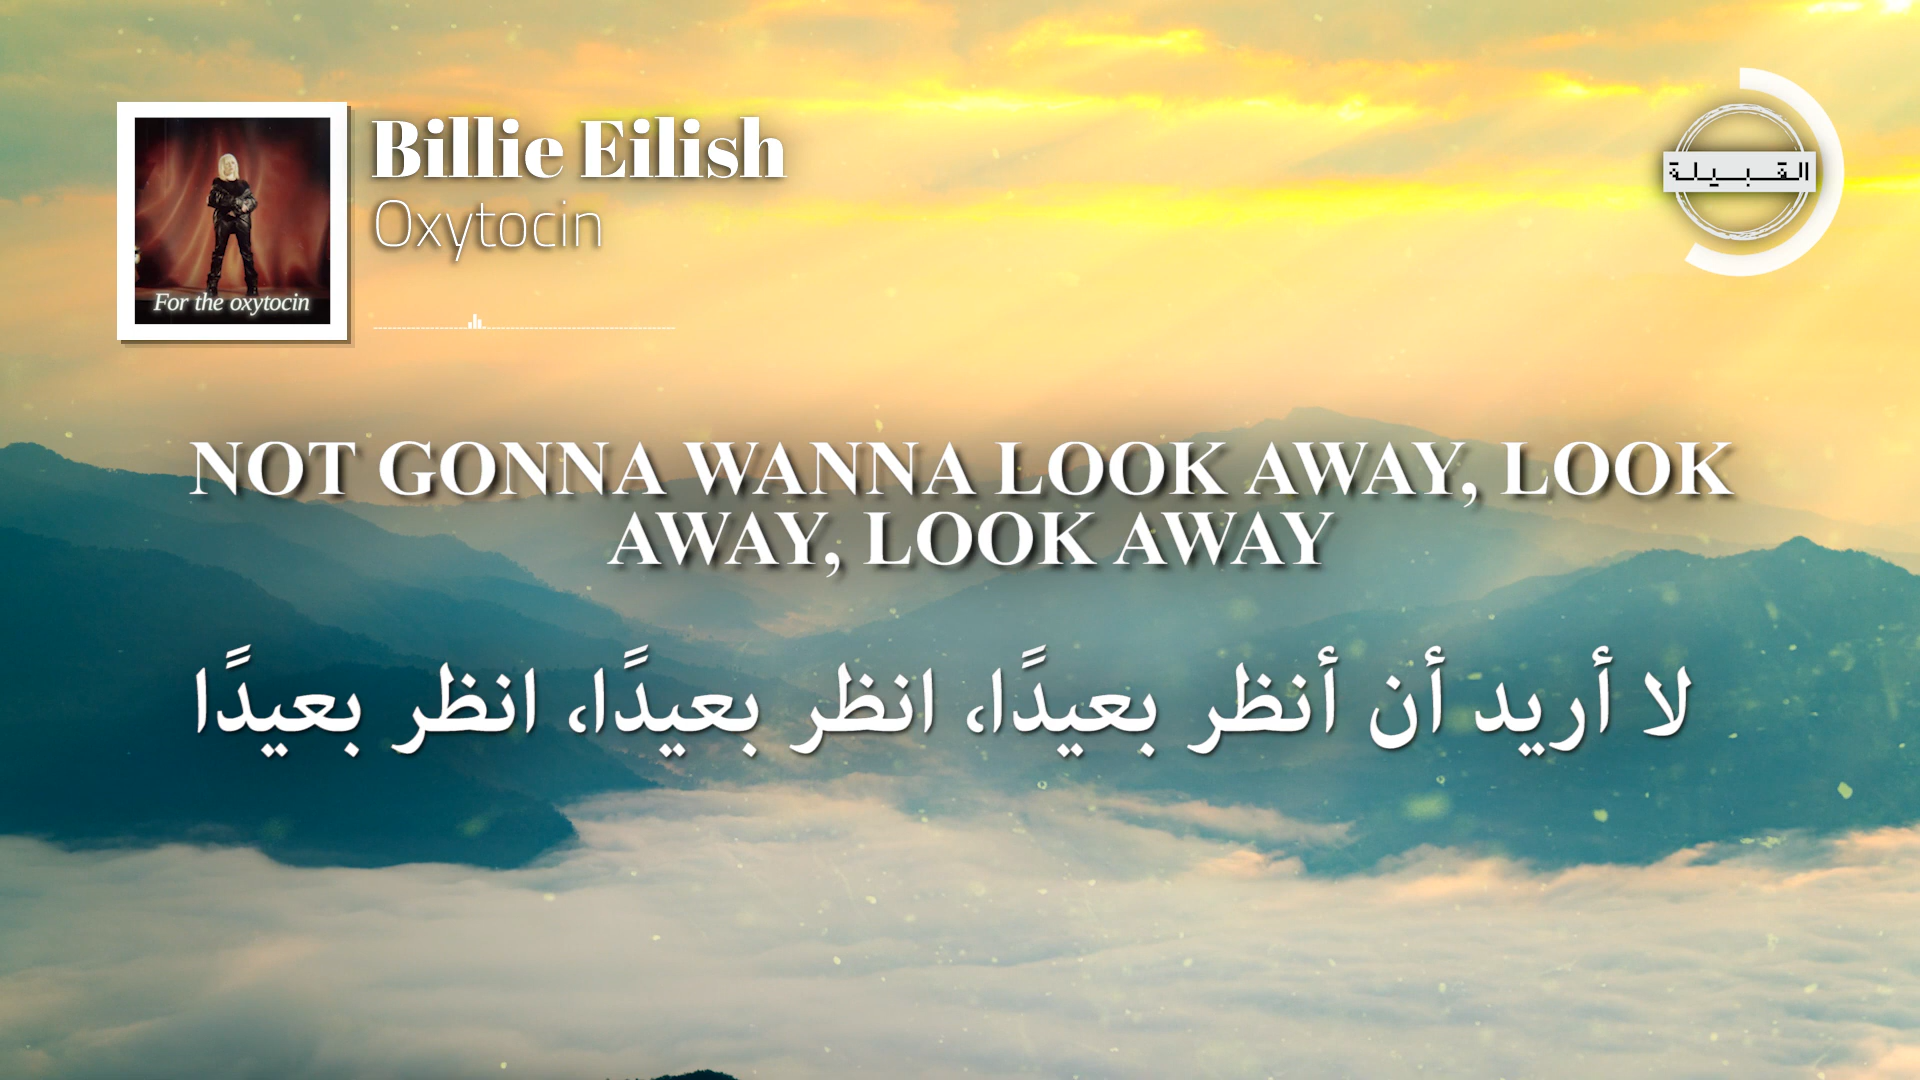 Billie Eilish
Oxytocin
For the oxytocin
القبيلة
NOT GONNA WANNA LOOK AWAY, LOOK
AWAY, LOOK AWAY
لا أريد أن أنظر بعيدًا، انظر بعيدًا، انظر بعيدًا